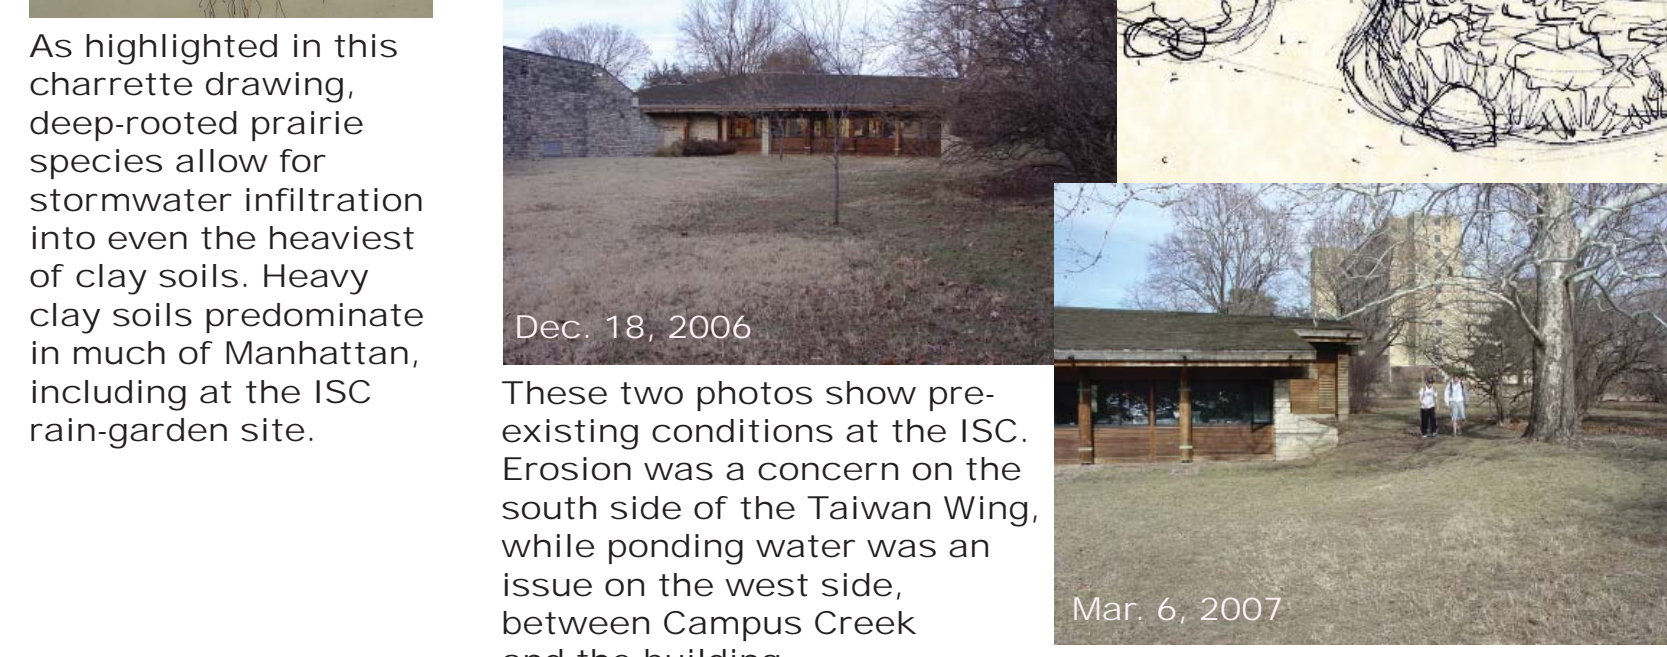 As highlighted in this
charrette drawing,
deep-rooted prairie
species allow for
stormwater infiltration
into even the heaviest
of clay soils. Heavy
clay soils predominate
in much of Manhattan,
including at the ISC
rain-garden site.
Dec. 18, 2006
These two photos show pre-
existing conditions at the ISC.
Erosion was a concern on the
south side of the Taiwan Wing,
while ponding water was an
issue on the west side,
between Campus Creek
and the building.
Mar. 6, 2007